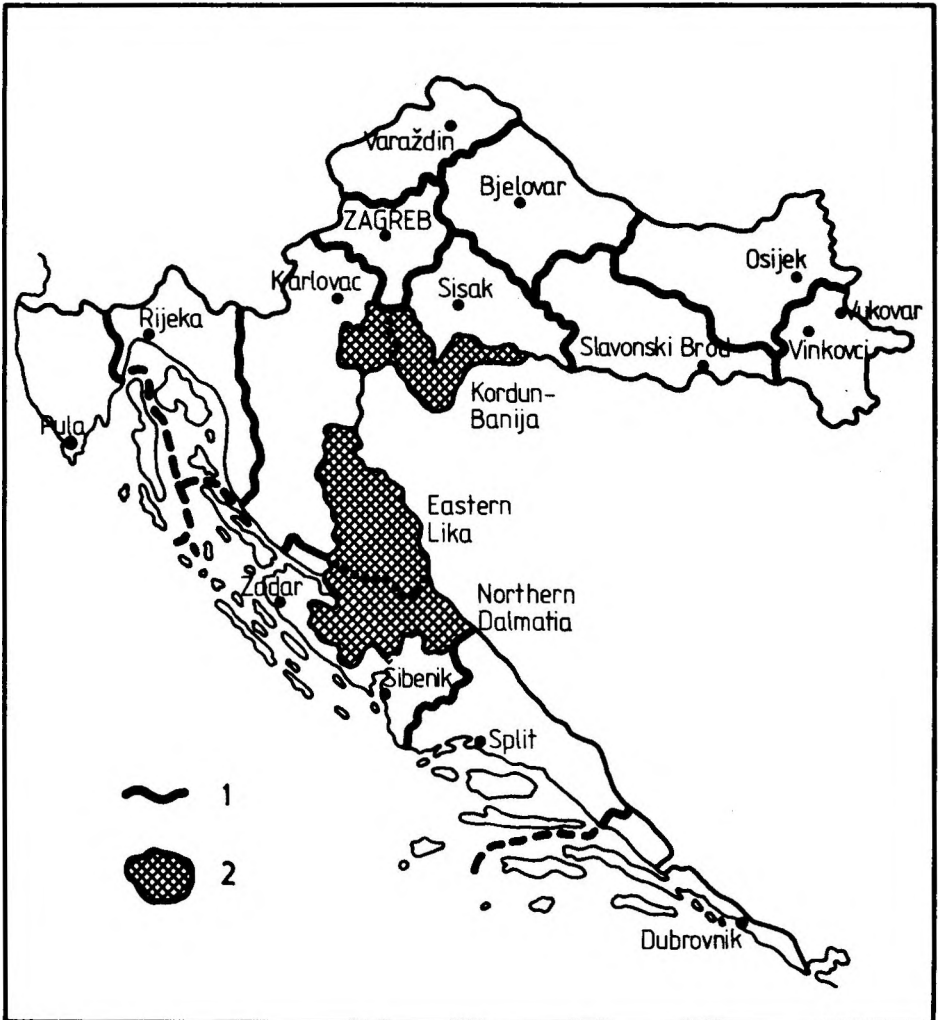 Varaždin
Bjelovar
ZAGREB
Osijek
Karlovac
Sisak
Vukovar
Rijeka
Slavonski Brod
Vinkovci
Kordun-
Banija
Pula
Eastern
Lika
Zadar
Northern
Dalmatia
Šibenik
Split
1
2
Dubrovnik